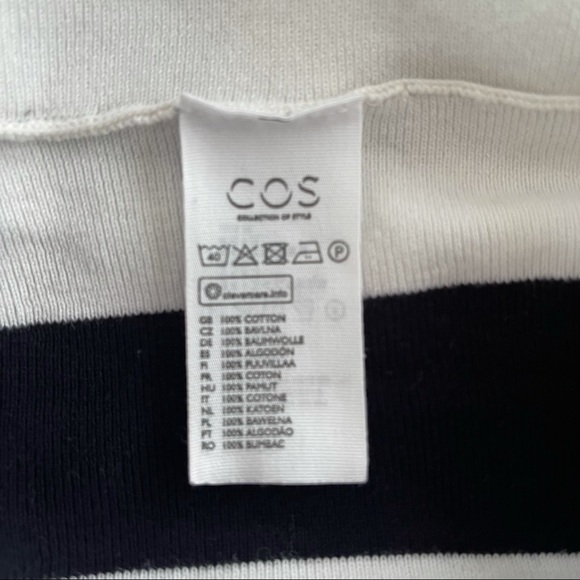 COS
COLLECTION OF STYLE
40 P
clevercare.info
GB 100% COTTON
CZ 100% BAVLNA
DE 100% BAUMWOLLE
ES 100% ALGODÓN
FI 100% PUUVILLAA
FR 100% COTON
HU 100% PAMUT
IT 100% COTONE
NL 100% KATOEN
PL 100% BAWEŁNA
PT 100% ALGODÃO
RO 100% BUMBAC